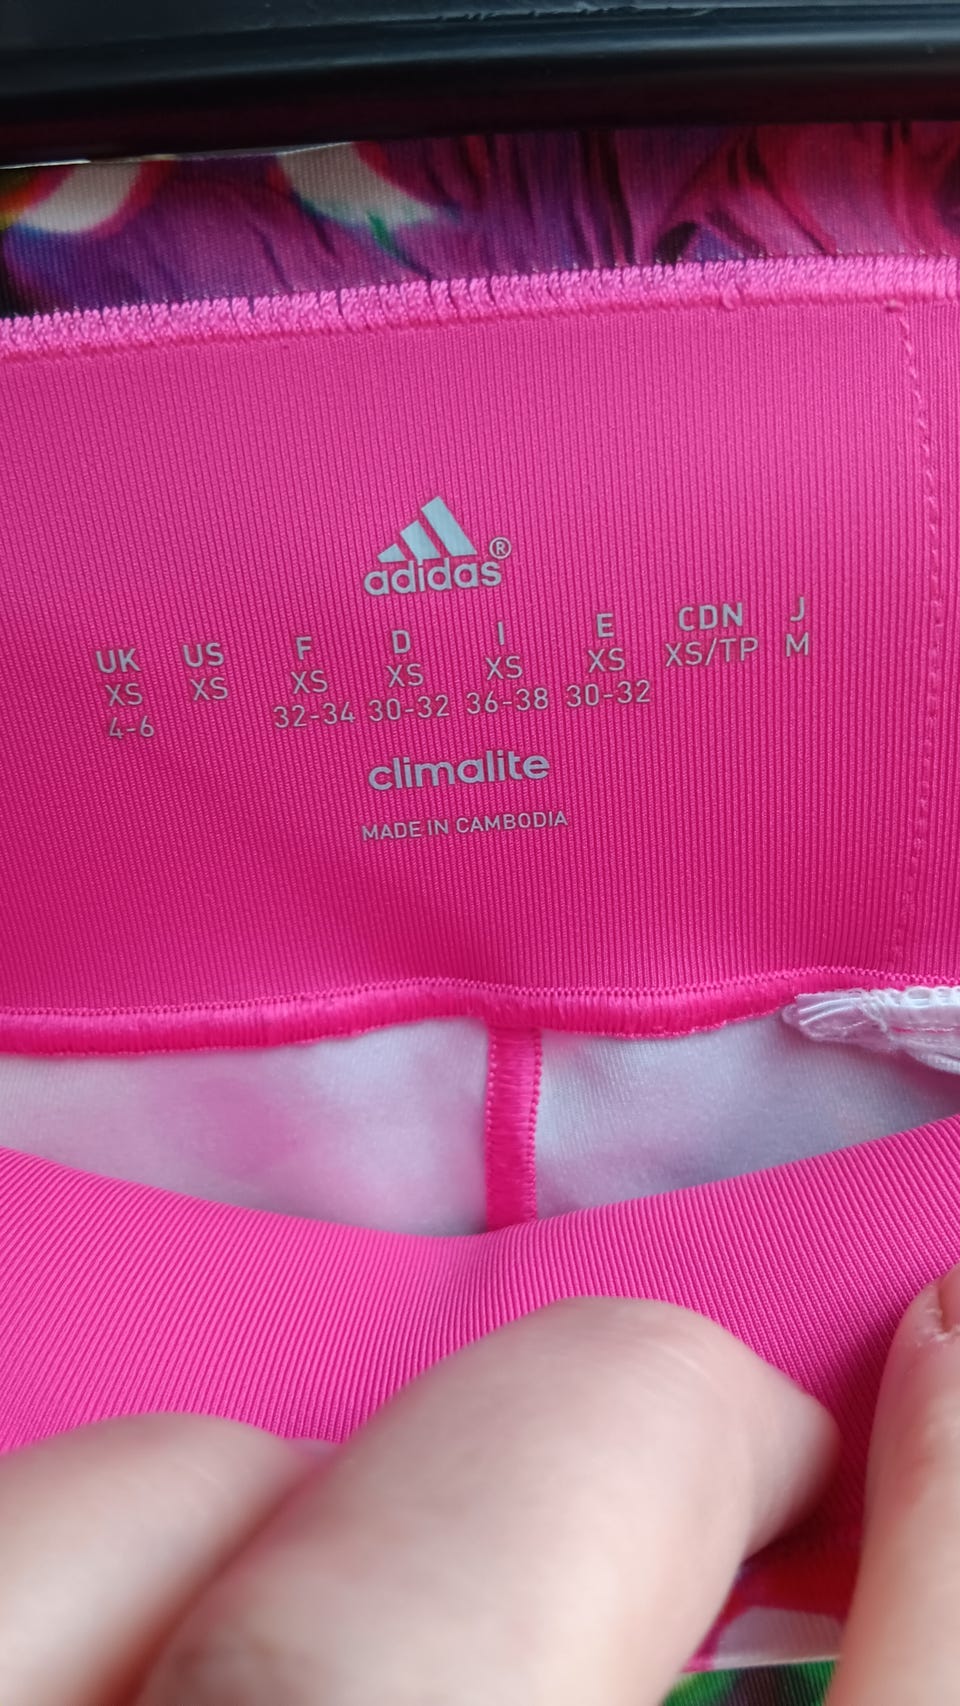 adidas®
UK US F D I E CDN J
XS XS XS XS XS XS XS/TP M
4-6 32-34 30-32 36-38 30-32
climalite
MADE IN CAMBODIA